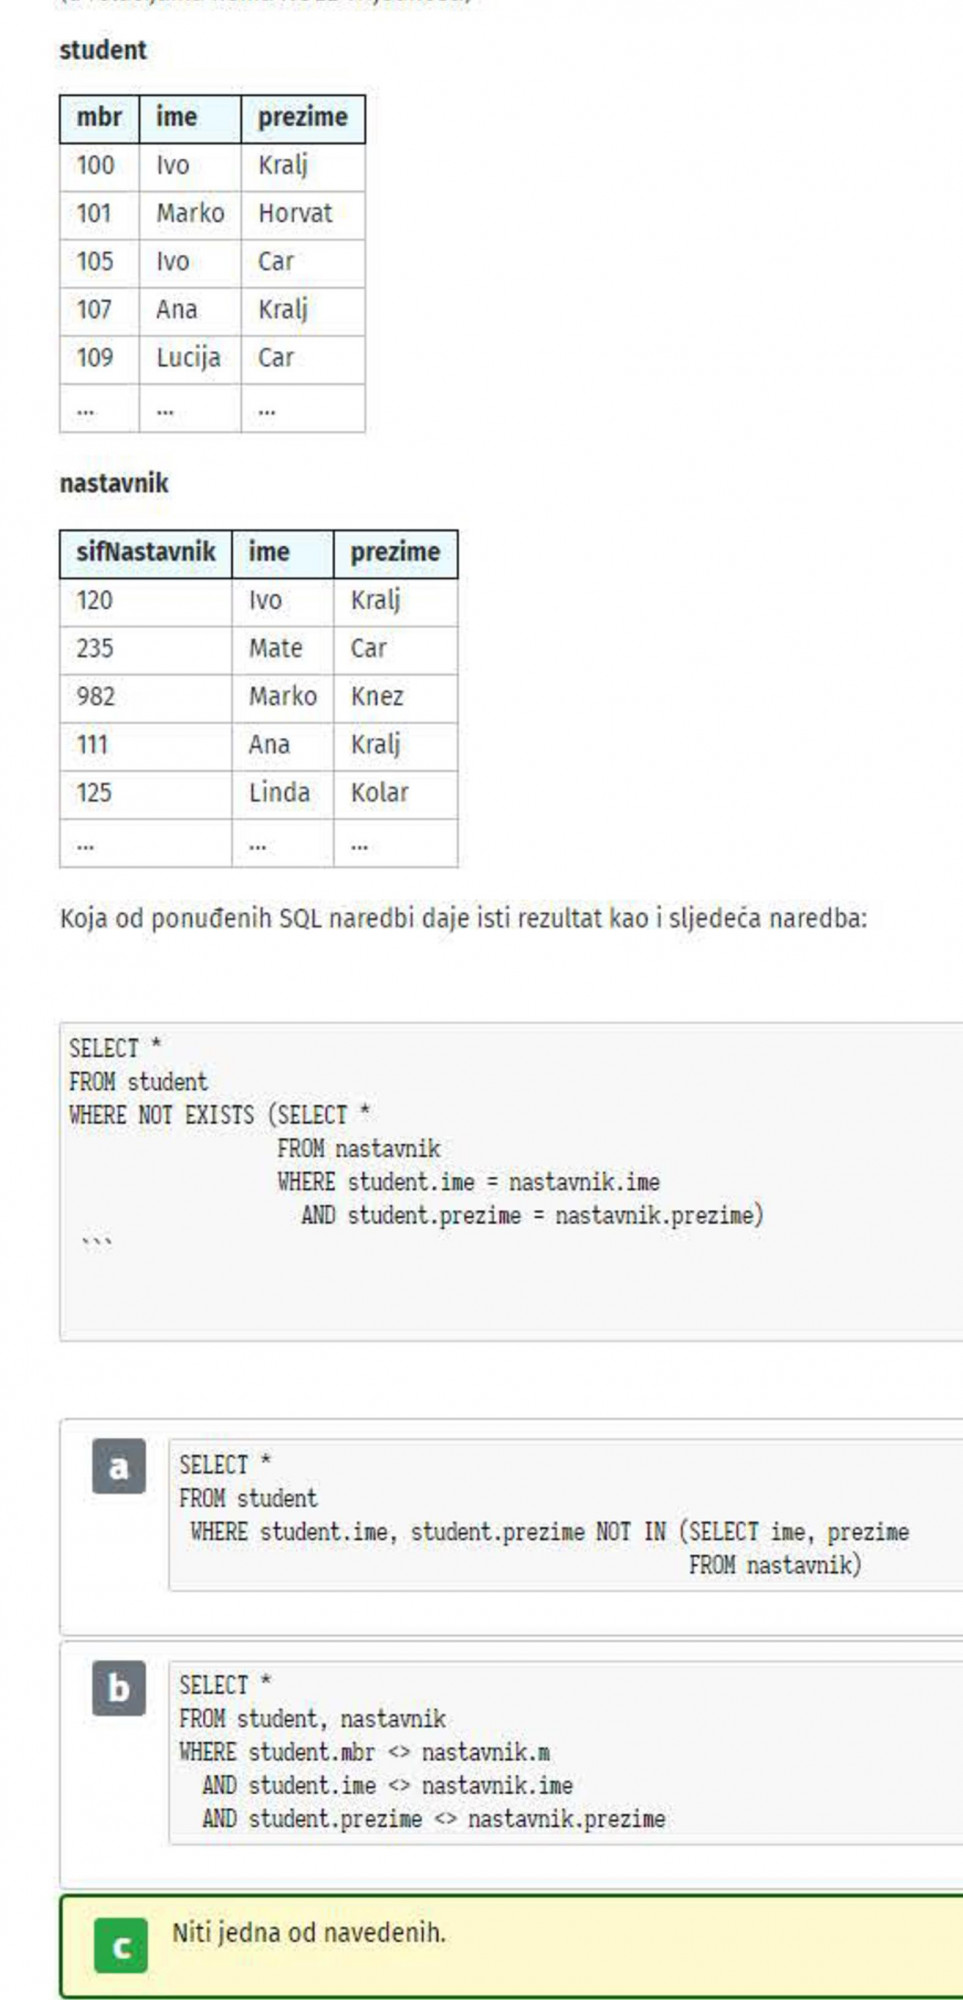 student
mbr ime prezime
100 Ivo Kralj
101 Marko Horvat
105 Ivo Car
107 Ana Kralj
109 Lucija Car
... ... ...
nastavnik
sifNastavnik ime prezime
120 Ivo Kralj
235 Mate Car
982 Marko Knez
111 Ana Kralj
125 Linda Kolar
... ... ...
Koja od ponuđenih SQL naredbi daje isti rezultat kao i sljedeća naredba:
SELECT *
FROM student
WHERE NOT EXISTS (SELECT *
FROM nastavnik
WHERE student.ime = nastavnik.ime
AND student.prezime = nastavnik.prezime)
```
a
SELECT *
FROM student
WHERE student.ime, student.prezime NOT IN (SELECT ime, prezime
FROM nastavnik)
b
SELECT *
FROM student, nastavnik
WHERE student.mbr <> nastavnik.m
AND student.ime <> nastavnik.ime
AND student.prezime <> nastavnik.prezime
c
Niti jedna od navedenih.